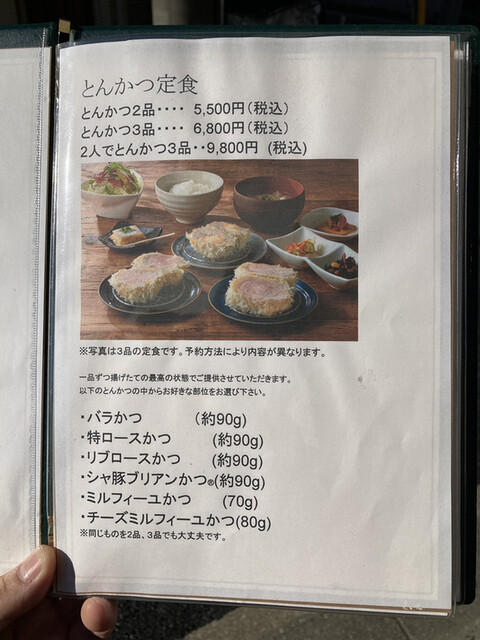 とんかつ定食
とんかつ2品････ 5,500円(税込)
とんかつ3品････ 6,800円(税込)
2人でとんかつ3品･･9,800円 (税込)
※写真は3品の定食です。予約方法により内容が異なります。
一品ずつ揚げたての最高の状態でご提供させていただきます。
以下のとんかつの中からお好きな部位をお選び下さい。
・バラかつ (約90g)
・特ロースかつ (約90g)
・リブロースかつ (約90g)
・シャ豚ブリアンかつ®(約90g)
・ミルフィーユかつ (70g)
・チーズミルフィーユかつ(80g)
※同じものを2品、3品でも大丈夫です。